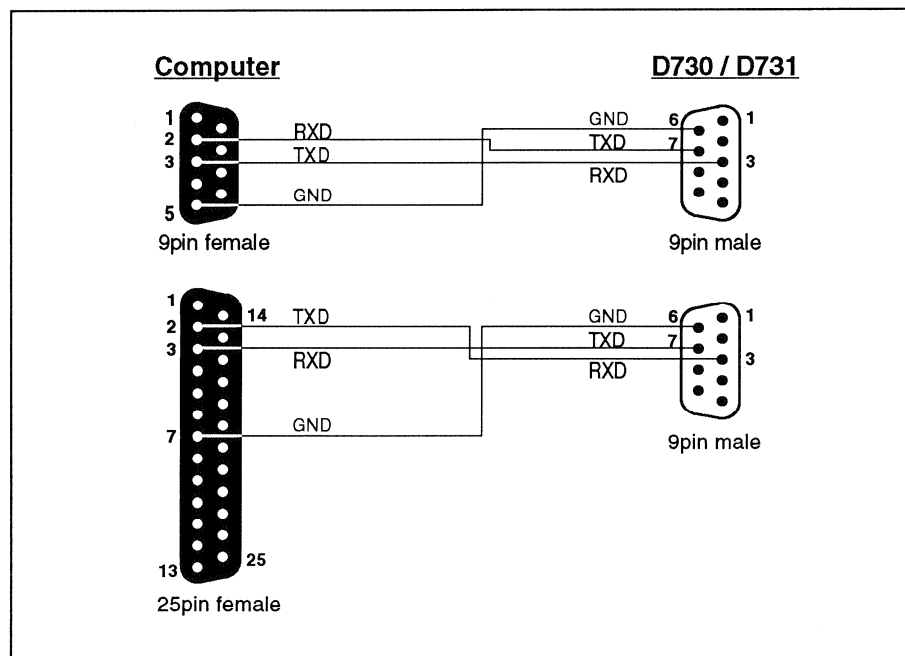 Computer D730 / D731
1 RXD GND 6 1
2 TXD TXD 7
3 RXD 3
5 GND
9pin female 9pin male
1 14 TXD GND 6 1
2 TXD 7
3 RXD RXD 3
7 GND
9pin male
13 25
25pin female